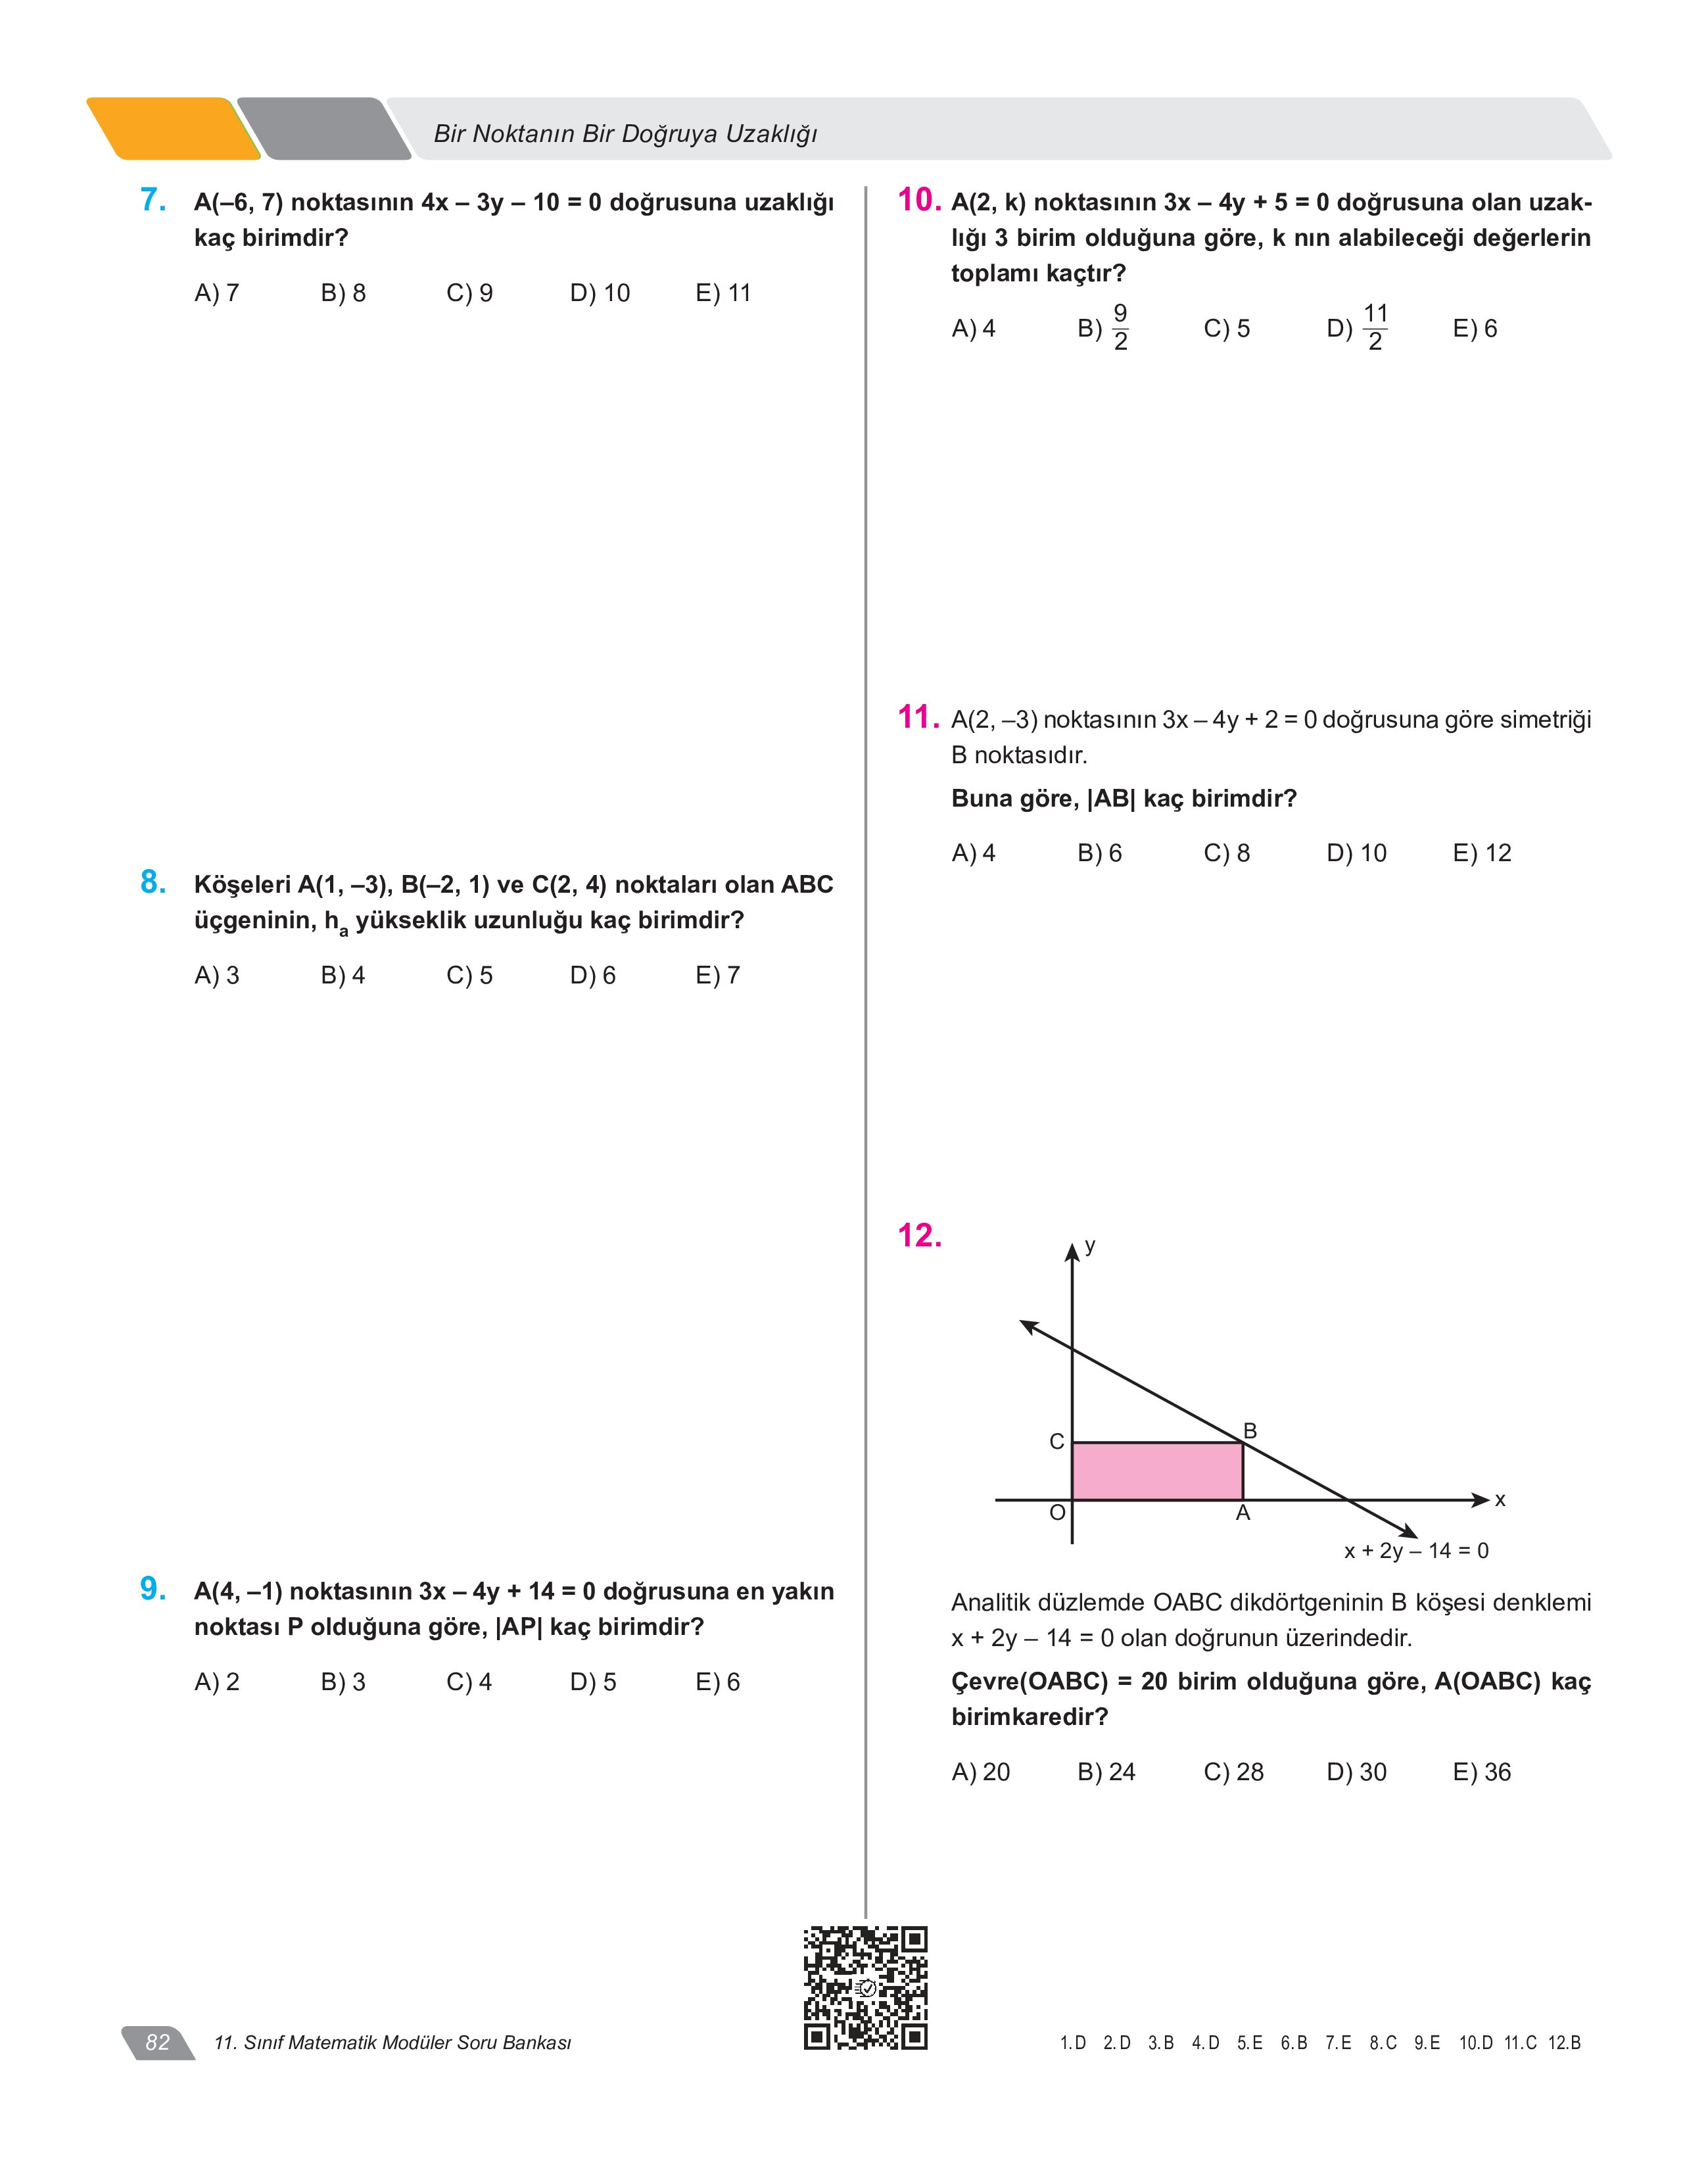 Bir Noktanın Bir Doğruya Uzaklığı
7. A(–6, 7) noktasının 4x – 3y – 10 = 0 doğrusuna uzaklığı
kaç birimdir?
A) 7 B) 8 C) 9 D) 10 E) 11
8. Köşeleri A(1, –3), B(–2, 1) ve C(2, 4) noktaları olan ABC
üçgeninin, hₐ yükseklik uzunluğu kaç birimdir?
A) 3 B) 4 C) 5 D) 6 E) 7
9. A(4, –1) noktasının 3x – 4y + 14 = 0 doğrusuna en yakın
noktası P olduğuna göre, |AP| kaç birimdir?
A) 2 B) 3 C) 4 D) 5 E) 6
10. A(2, k) noktasının 3x – 4y + 5 = 0 doğrusuna olan uzak-
lığı 3 birim olduğuna göre, k nın alabileceği değerlerin
toplamı kaçtır?
A) 4 B) 9/2 C) 5 D) 11/2 E) 6
11. A(2, –3) noktasının 3x – 4y + 2 = 0 doğrusuna göre simetriği
B noktasıdır.
Buna göre, |AB| kaç birimdir?
A) 4 B) 6 C) 8 D) 10 E) 12
12.
y
B
C
O
A
x
x + 2y – 14 = 0
Analitik düzlemde OABC dikdörtgeninin B köşesi denklemi
x + 2y – 14 = 0 olan doğrunun üzerindedir.
Çevre(OABC) = 20 birim olduğuna göre, A(OABC) kaç
birimkaredir?
A) 20 B) 24 C) 28 D) 30 E) 36
82 11. Sınıf Matematik Modüler Soru Bankası
1. D 2. D 3. B 4. D 5. E 6. B 7. E 8. C 9. E 10. D 11. C 12. B